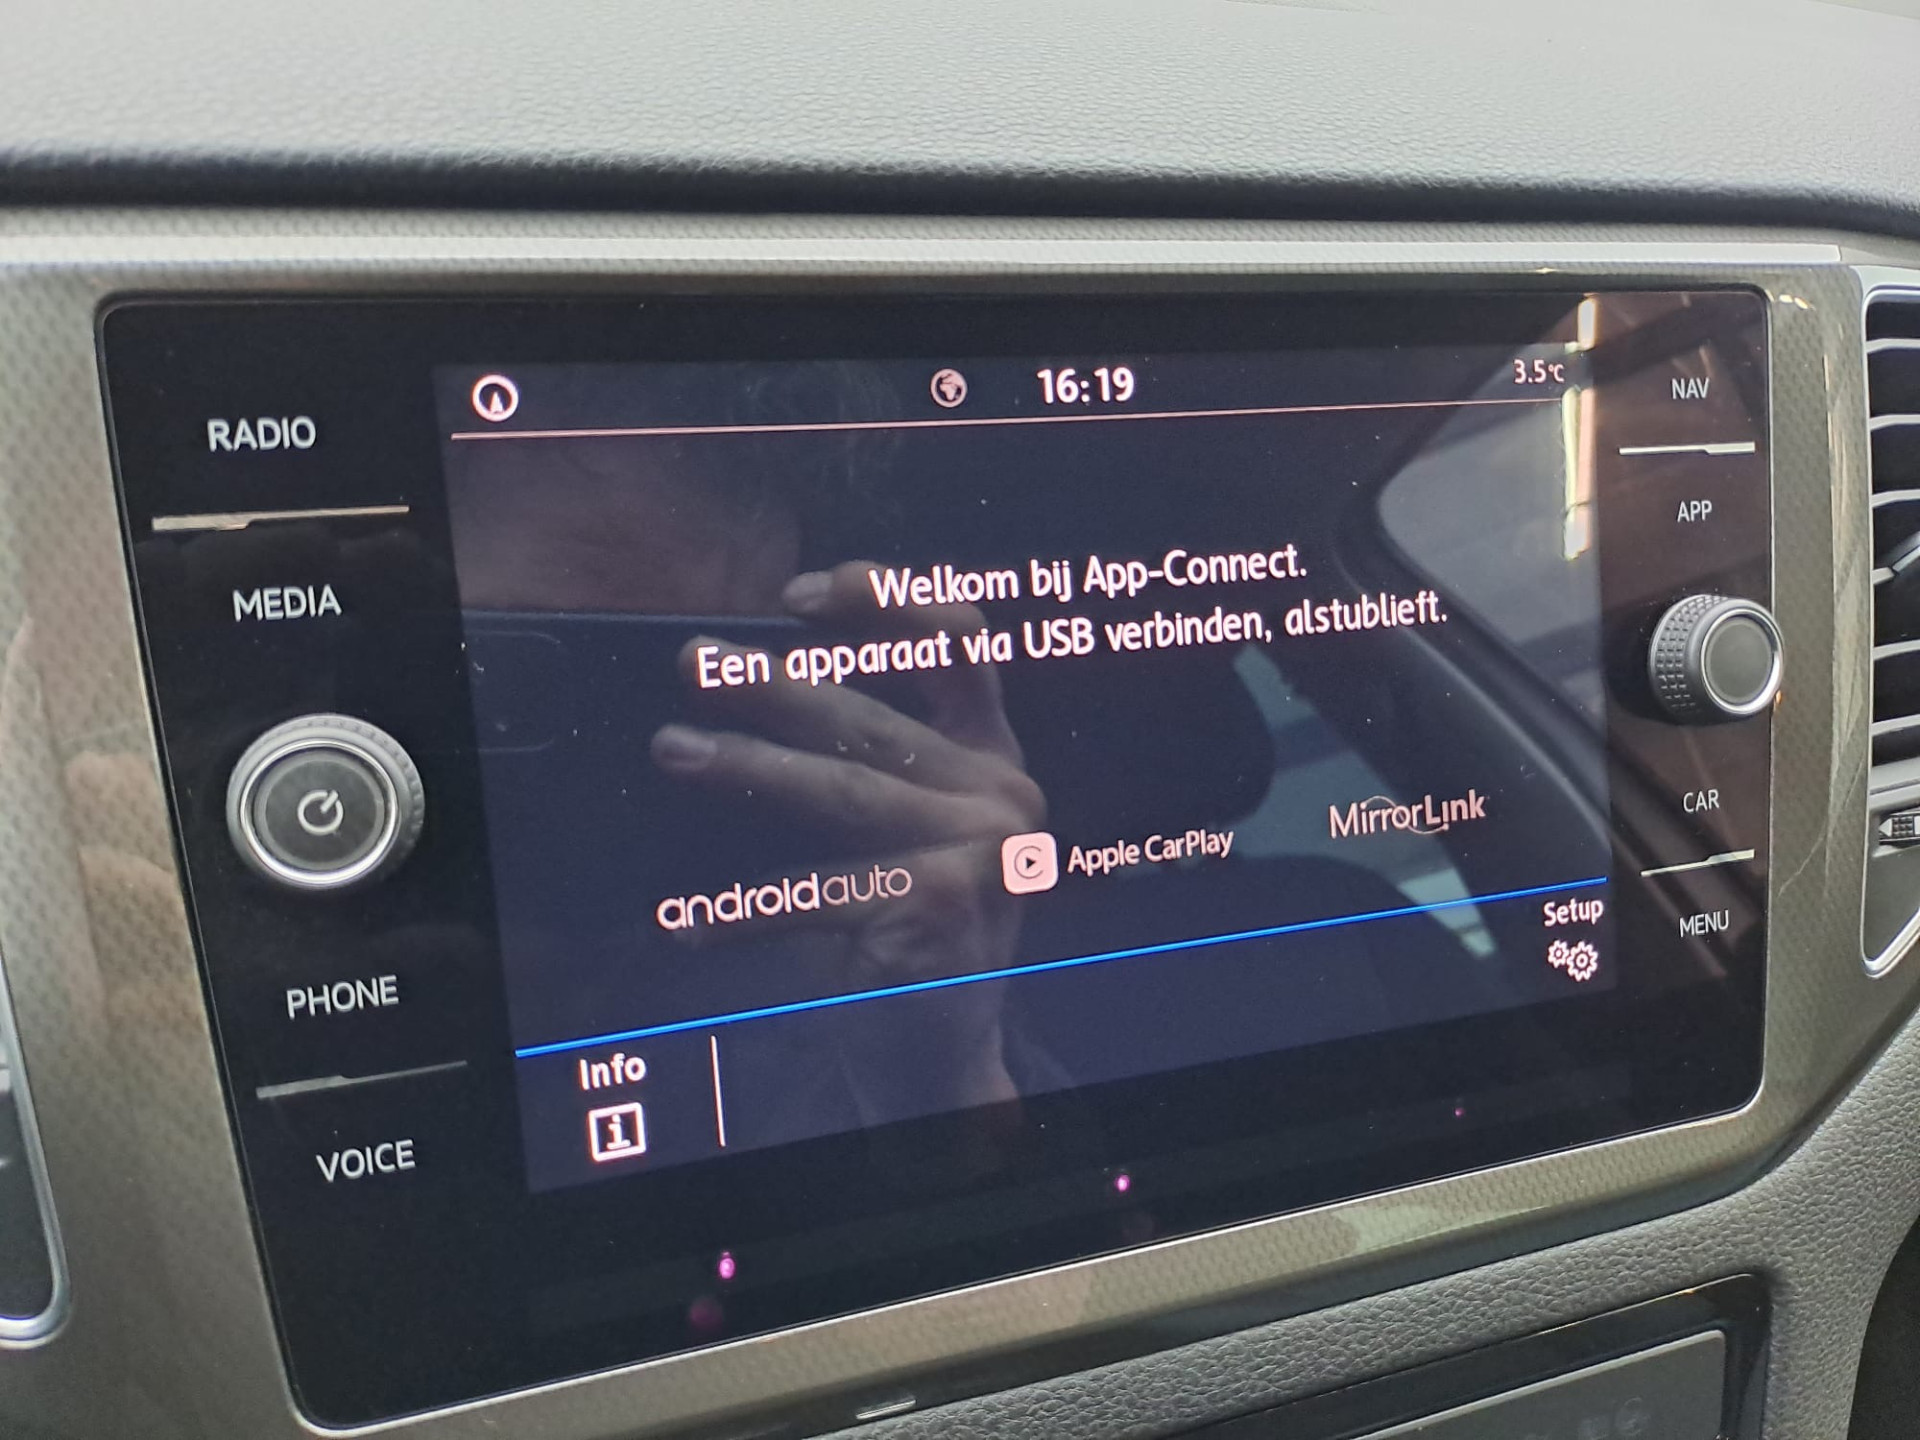 16:19
3.5°C
RADIO
MEDIA
PHONE
VOICE
Welkom bij App-Connect.
Een apparaat via USB verbinden, alstublieft.
androidauto
Apple CarPlay
MirrorLink
Info
i
Setup
NAV
APP
CAR
MENU